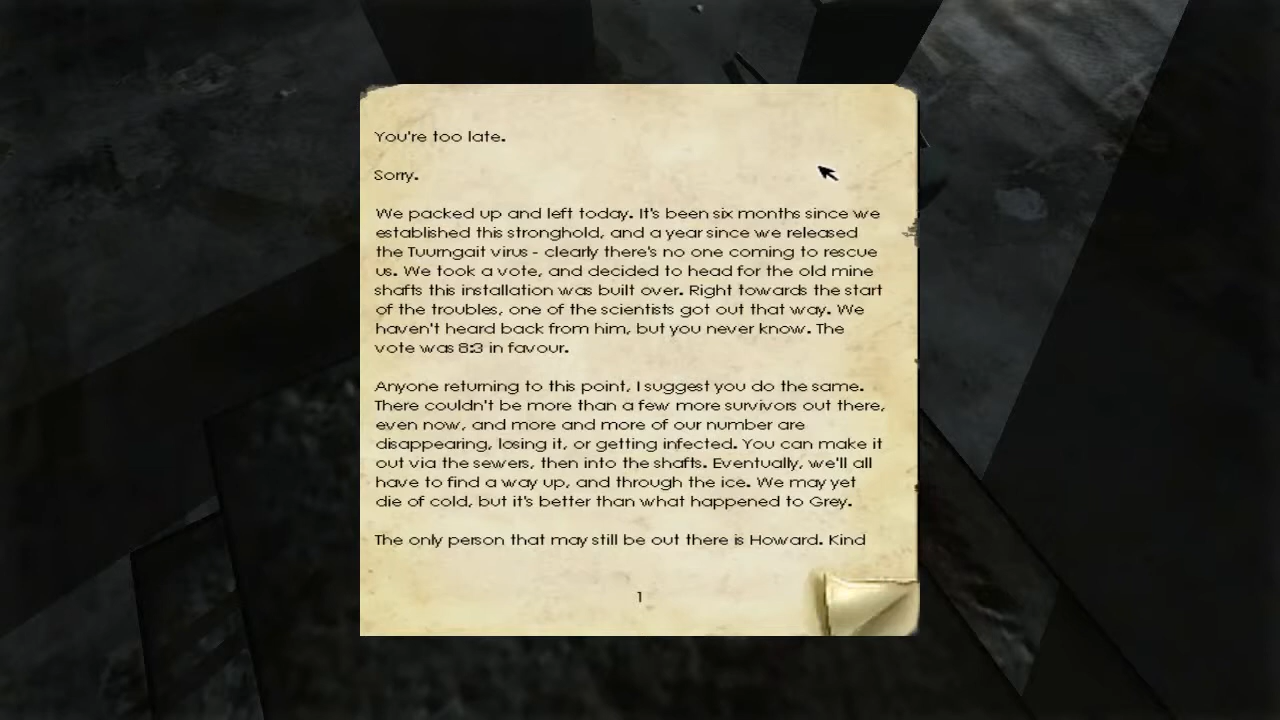 You're too late.
Sorry.
We packed up and left today. It's been six months since we
established this stronghold, and a year since we released
the Tuurngait virus - clearly there's no one coming to rescue
us. We took a vote, and decided to head for the old mine
shafts this installation was built over. Right towards the start
of the troubles, one of the scientists got out that way. We
haven't heard back from him, but you never know. The
vote was 8:3 in favour.
Anyone returning to this point, I suggest you do the same.
There couldn't be more than a few more survivors out there,
even now, and more and more of our number are
disappearing, losing it, or getting infected. You can make it
out via the sewers, then into the shafts. Eventually, we'll all
have to find a way up, and through the ice. We may yet
die of cold, but it's better than what happened to Grey.
The only person that may still be out there is Howard. Kind
1